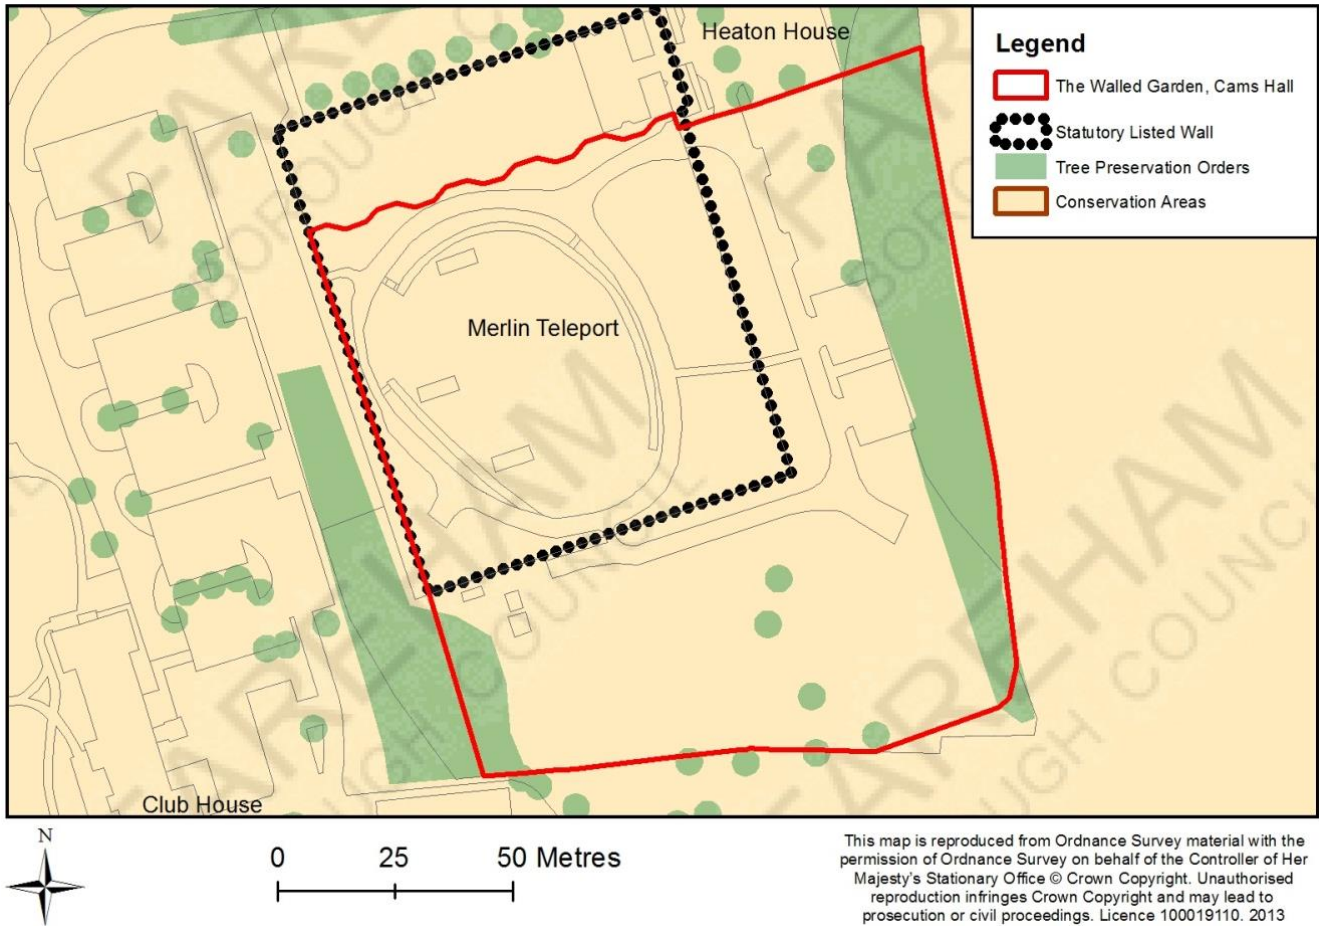 Heaton House
Legend
The Walled Garden, Cams Hall
Statutory Listed Wall
Tree Preservation Orders
Conservation Areas
Merlin Teleport
Club House
FAREHAM
BOROUGH COUNCIL
N
0 25 50 Metres
This map is reproduced from Ordnance Survey material with the
permission of Ordnance Survey on behalf of the Controller of Her
Majesty's Stationary Office © Crown Copyright. Unauthorised
reproduction infringes Crown Copyright and may lead to
prosecution or civil proceedings. Licence 100019110. 2013